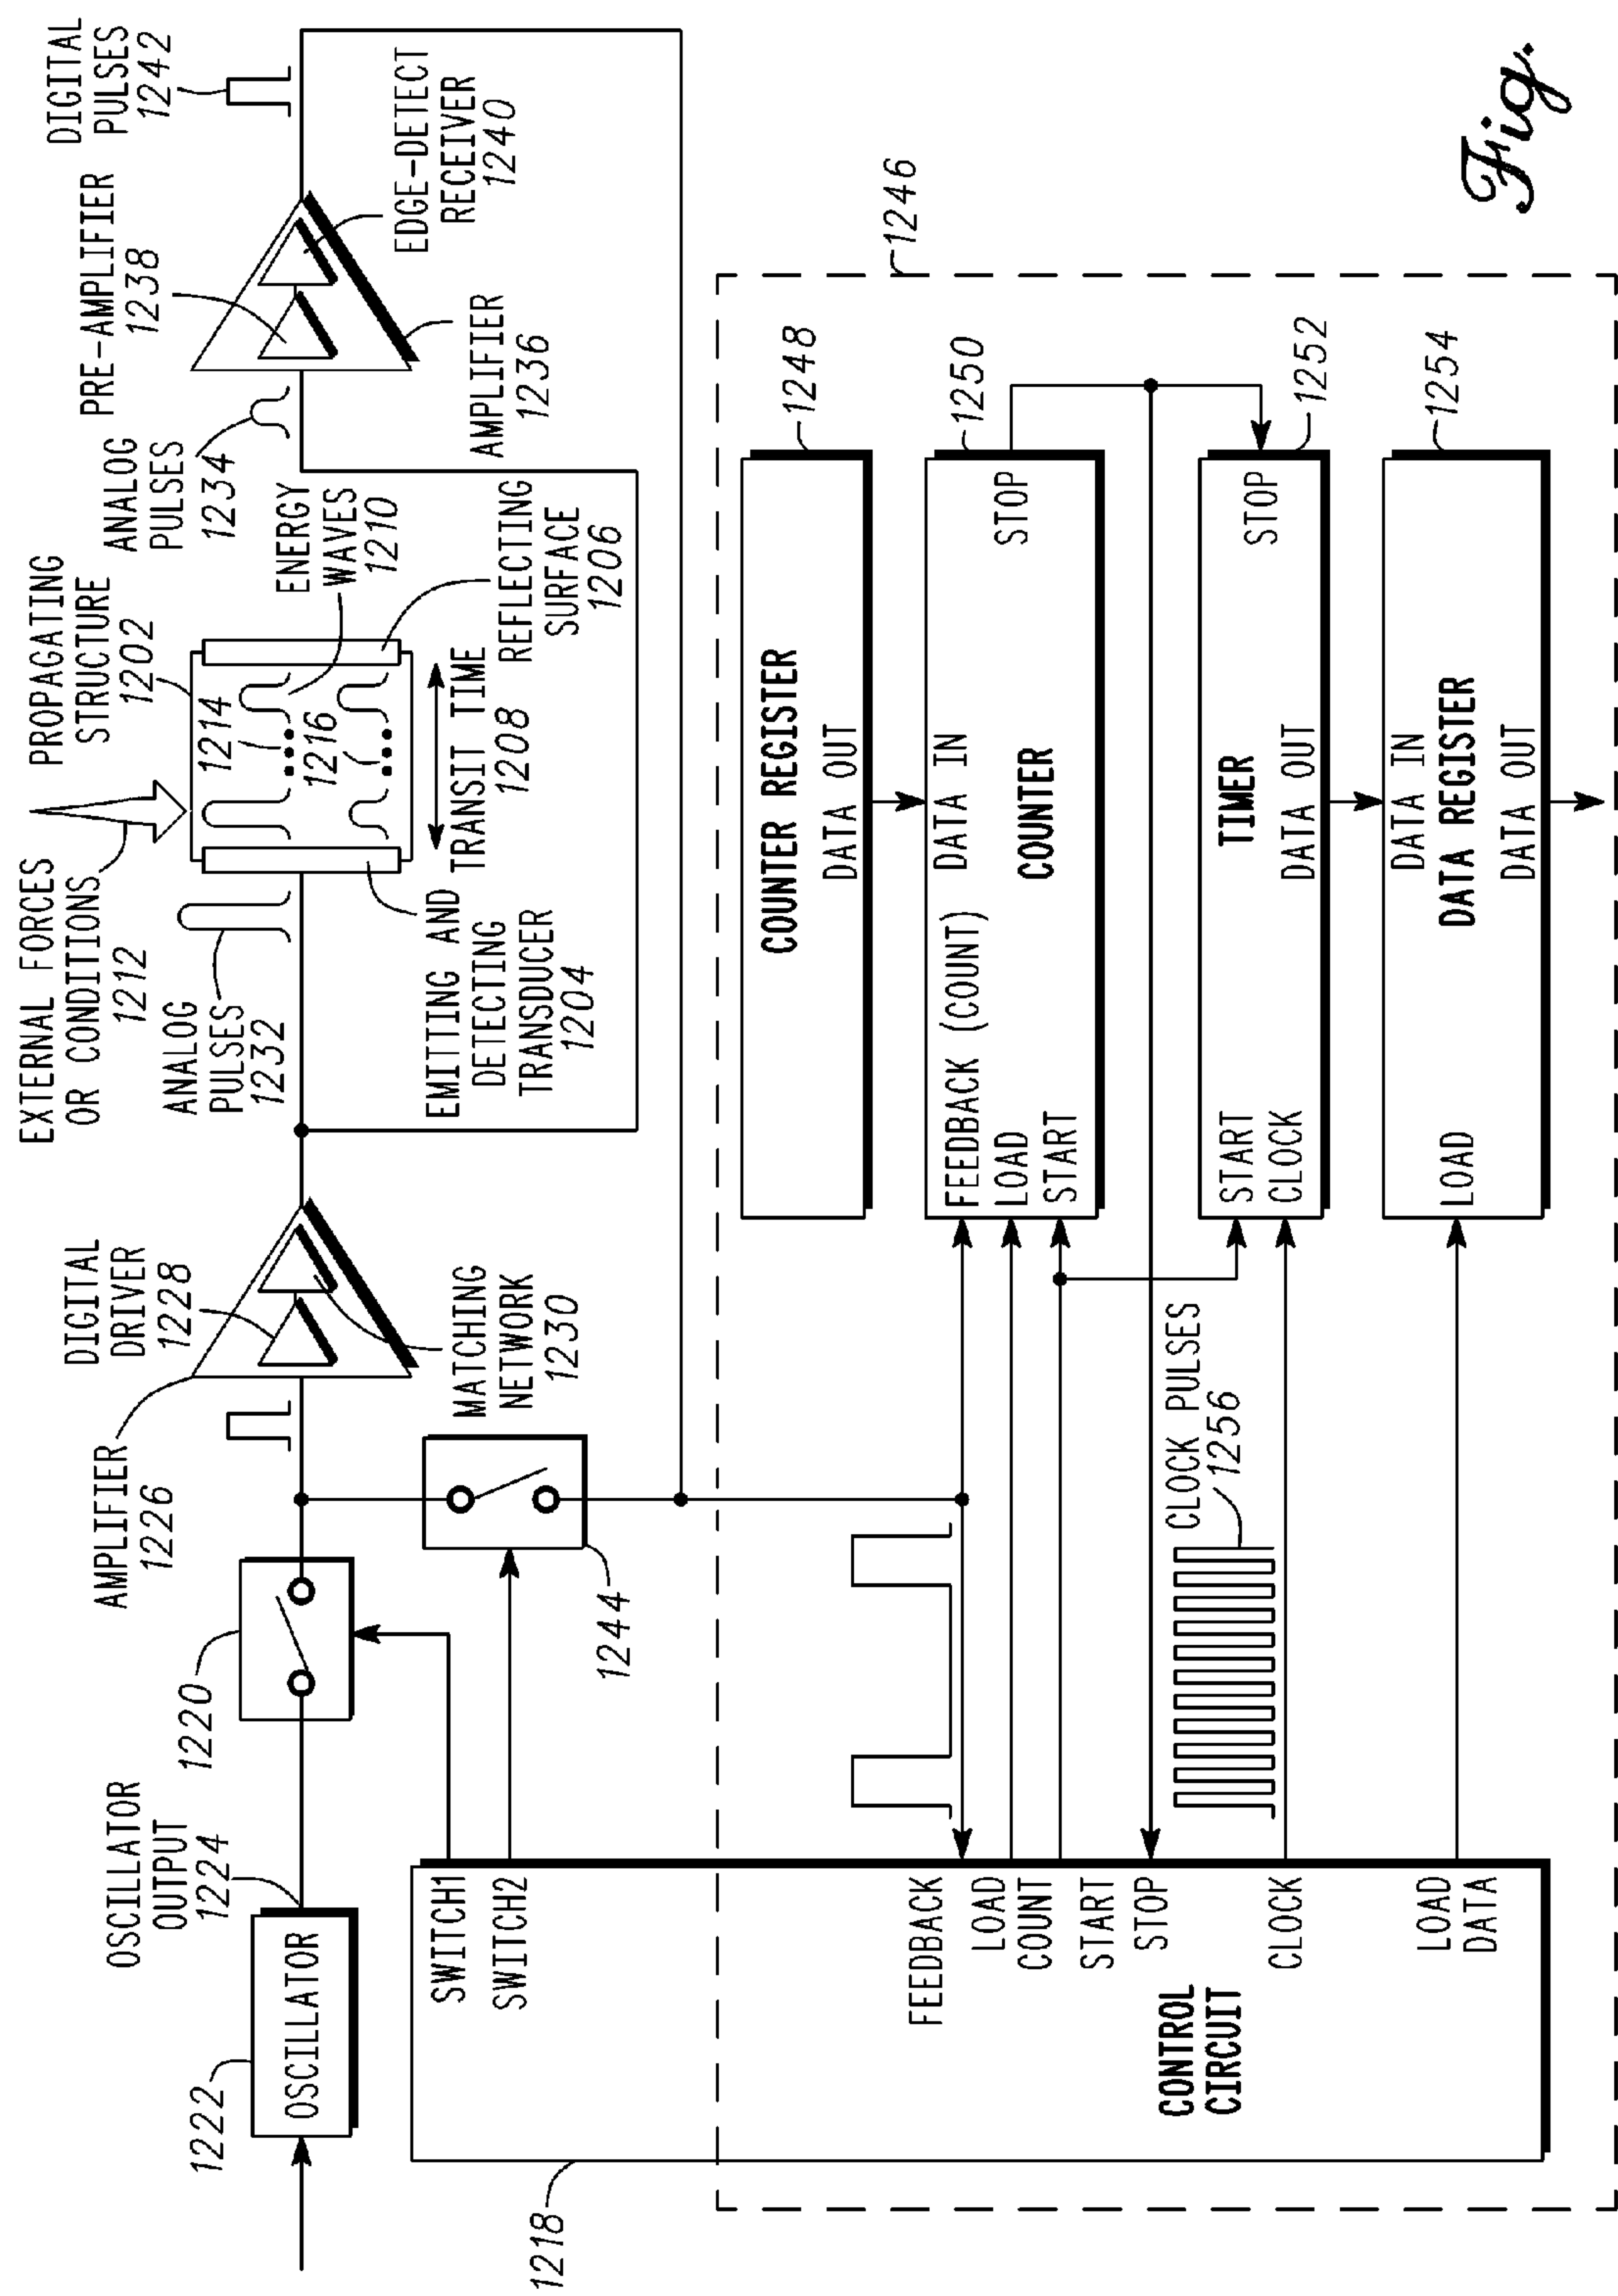 EXTERNAL FORCES
OR CONDITIONS
1212
PROPAGATING
STRUCTURE
1202
DIGITAL
PULSES
1242
PRE-AMPLIFIER
1238
ANALOG
PULSES
1234
ENERGY
WAVES
1210
REFLECTING
SURFACE
1206
1214
1216
TRANSIT TIME
1208
EDGE-DETECT
RECEIVER
1240
AMPLIFIER
1236
ANALOG
PULSES
1232
EMITTING AND
DETECTING
TRANSDUCER
1204
DIGITAL
DRIVER
1228
MATCHING
NETWORK
1230
AMPLIFIER
1226
1220
OSCILLATOR
OUTPUT
1224
1222
OSCILLATOR
1244
SWITCH1
SWITCH2
FEEDBACK
LOAD
COUNT
START
STOP
CLOCK
LOAD
DATA
CONTROL
CIRCUIT
1218
1246
COUNTER REGISTER
DATA OUT
1248
DATA IN
FEEDBACK (COUNT)
LOAD
START
COUNTER
STOP
1250
CLOCK PULSES
1256
START
CLOCK
TIMER
DATA OUT
STOP
1252
LOAD
DATA IN
DATA REGISTER
DATA OUT
1254
Fig.